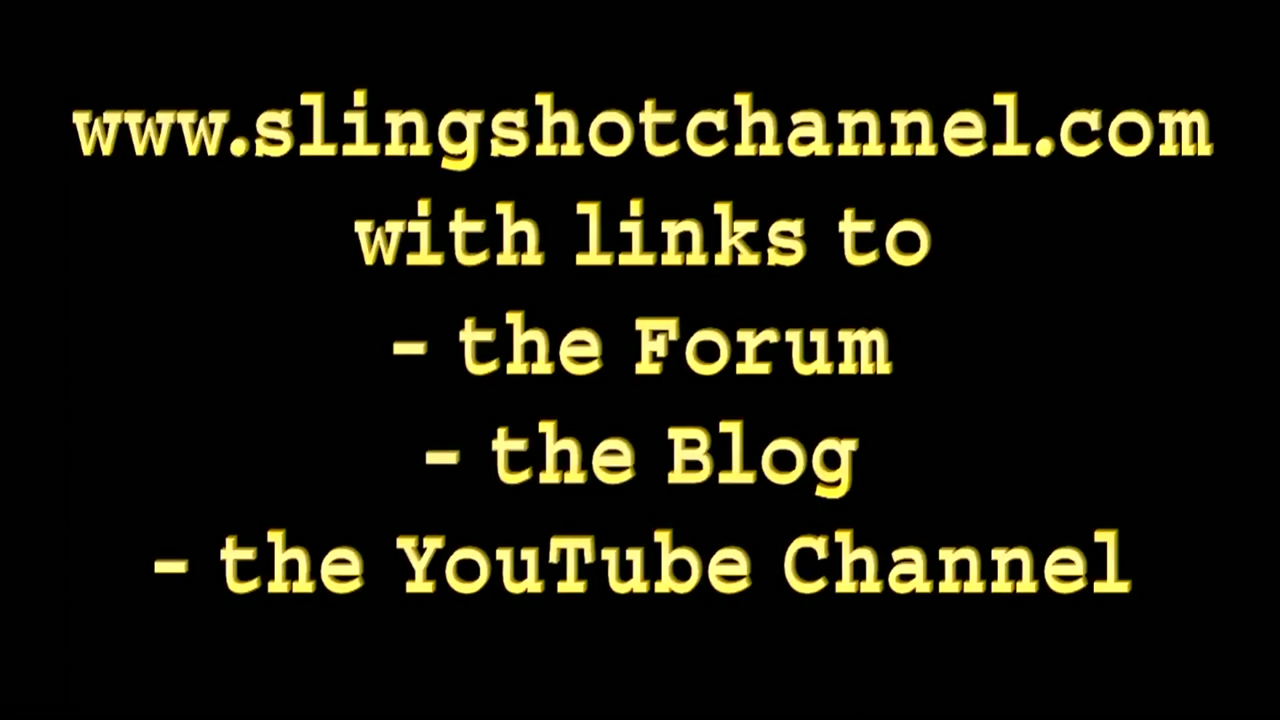 www.slingshotchannel.com
with links to
- the Forum
- the Blog
- the YouTube Channel